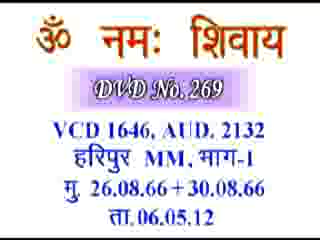 ॐ नमः शिवाय
DVD No. 269
VCD 1646, AUD. 2132
हरिपुर MM, भाग-1
मु. 26.08.66+30.08.66
ता.06.05.12